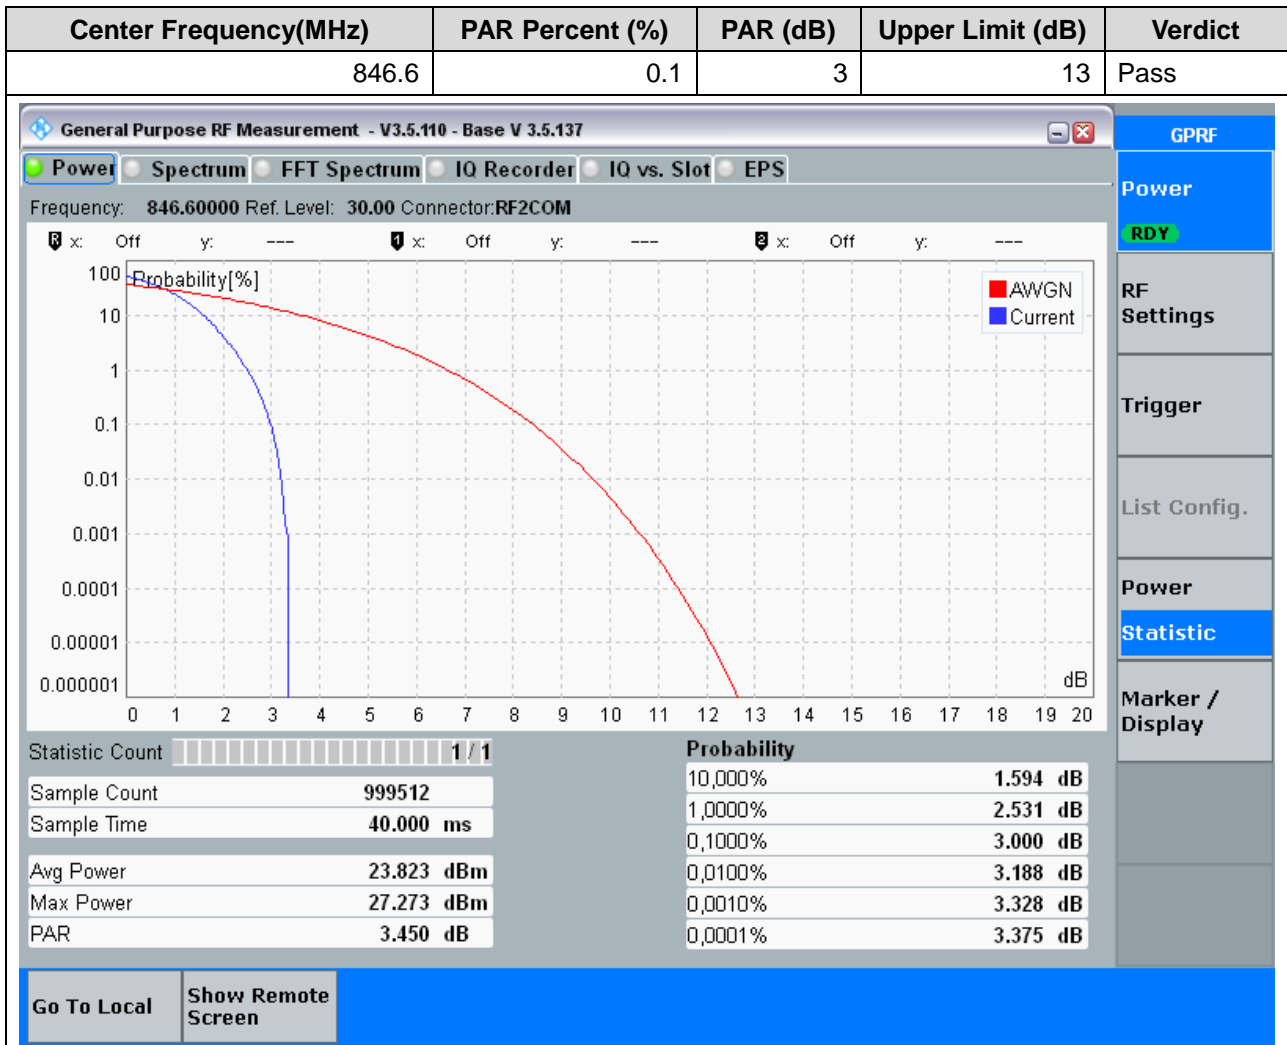 Center Frequency(MHz) PAR Percent (%) PAR (dB) Upper Limit (dB) Verdict
846.6 0.1 3 13 Pass
General Purpose RF Measurement - V3.5.110 - Base V 3.5.137
GPRF
Power Spectrum FFT Spectrum IQ Recorder IQ vs. Slot EPS
Frequency: 846.60000 Ref. Level: 30.00 Connector:RF2COM
R x: Off y: --- 1 x: Off y: --- 2 x: Off y: ---
Probability[%]
100
10
1
0.1
0.01
0.001
0.0001
0.00001
0.000001
AWGN
Current
dB
0 1 2 3 4 5 6 7 8 9 10 11 12 13 14 15 16 17 18 19 20
Statistic Count 1 / 1
Sample Count 999512
Sample Time 40.000 ms
Avg Power 23.823 dBm
Max Power 27.273 dBm
PAR 3.450 dB
Probability
10,000% 1.594 dB
1,0000% 2.531 dB
0,1000% 3.000 dB
0,0100% 3.188 dB
0,0010% 3.328 dB
0,0001% 3.375 dB
Power
RDY
RF
Settings
Trigger
List Config.
Power
Statistic
Marker /
Display
Go To Local
Show Remote
Screen